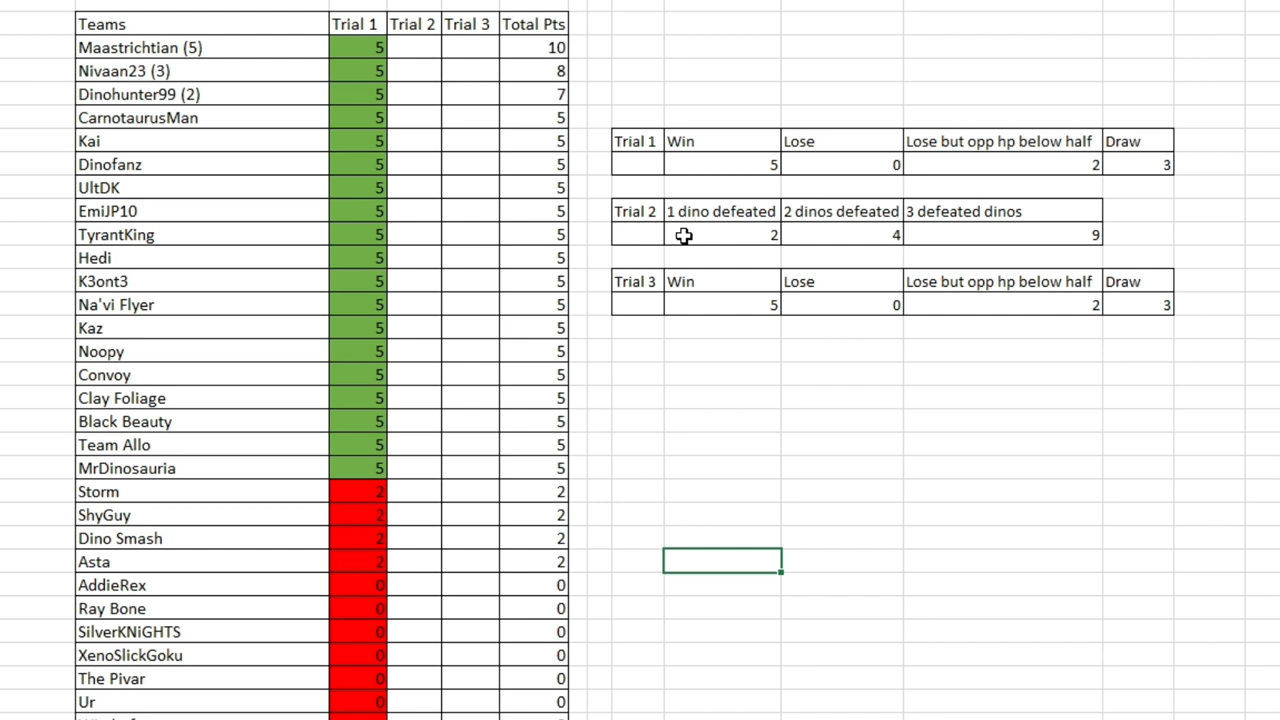 Teams Trial 1 Trial 2 Trial 3 Total Pts
Maastrichtian (5) 5 10
Nivaan23 (3) 5 8
Dinohunter99 (2) 5 7
CarnotaurusMan 5 5
Kai 5 5
Dinofanz 5 5
UltDK 5 5
EmiJP10 5 5
TyrantKing 5 5
Hedi 5 5
K3ont3 5 5
Na'vi Flyer 5 5
Kaz 5 5
Noopy 5 5
Convoy 5 5
Clay Foliage 5 5
Black Beauty 5 5
Team Allo 5 5
MrDinosauria 5 5
Storm 2 2
ShyGuy 2 2
Dino Smash 2 2
Asta 2 2
AddieRex 0 0
Ray Bone 0 0
SilverKNiGHTS 0 0
XenoSlickGoku 0 0
The Pivar 0 0
Ur 0 0
Trial 1 Win Lose Lose but opp hp below half Draw
5 0 2 3
Trial 2 1 dino defeated 2 dinos defeated 3 defeated dinos
2 4 9
Trial 3 Win Lose Lose but opp hp below half Draw
5 0 2 3